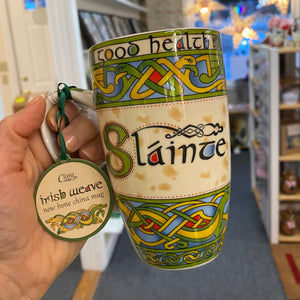 Good health
Sláinte
Clara
irish weave
new bone china mug